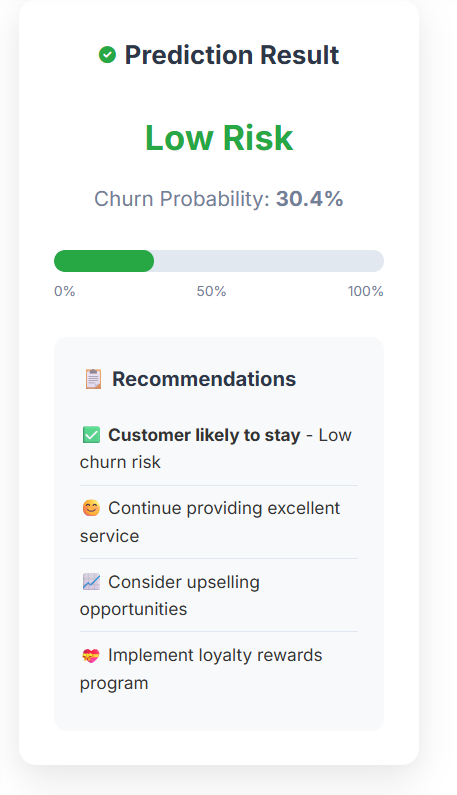 Prediction Result
Low Risk
Churn Probability: 30.4%
0% 50% 100%
Recommendations
Customer likely to stay - Low
churn risk
Continue providing excellent
service
Consider upselling
opportunities
Implement loyalty rewards
program